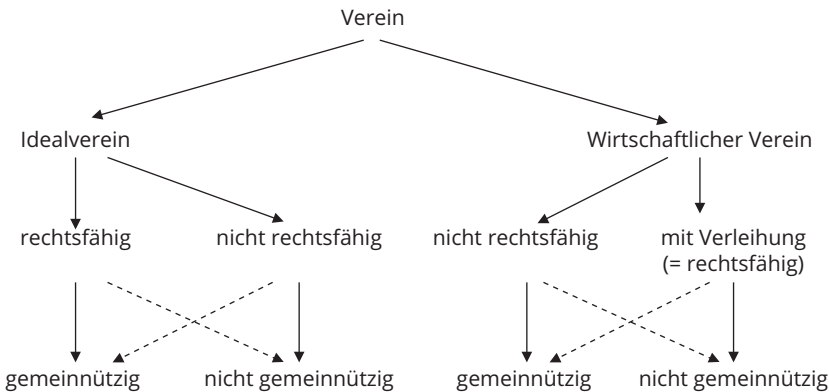 Verein
Idealverein
Wirtschaftlicher Verein
rechtsfähig
nicht rechtsfähig
nicht rechtsfähig
mit Verleihung
(= rechtsfähig)
gemeinnützig
nicht gemeinnützig
gemeinnützig
nicht gemeinnützig